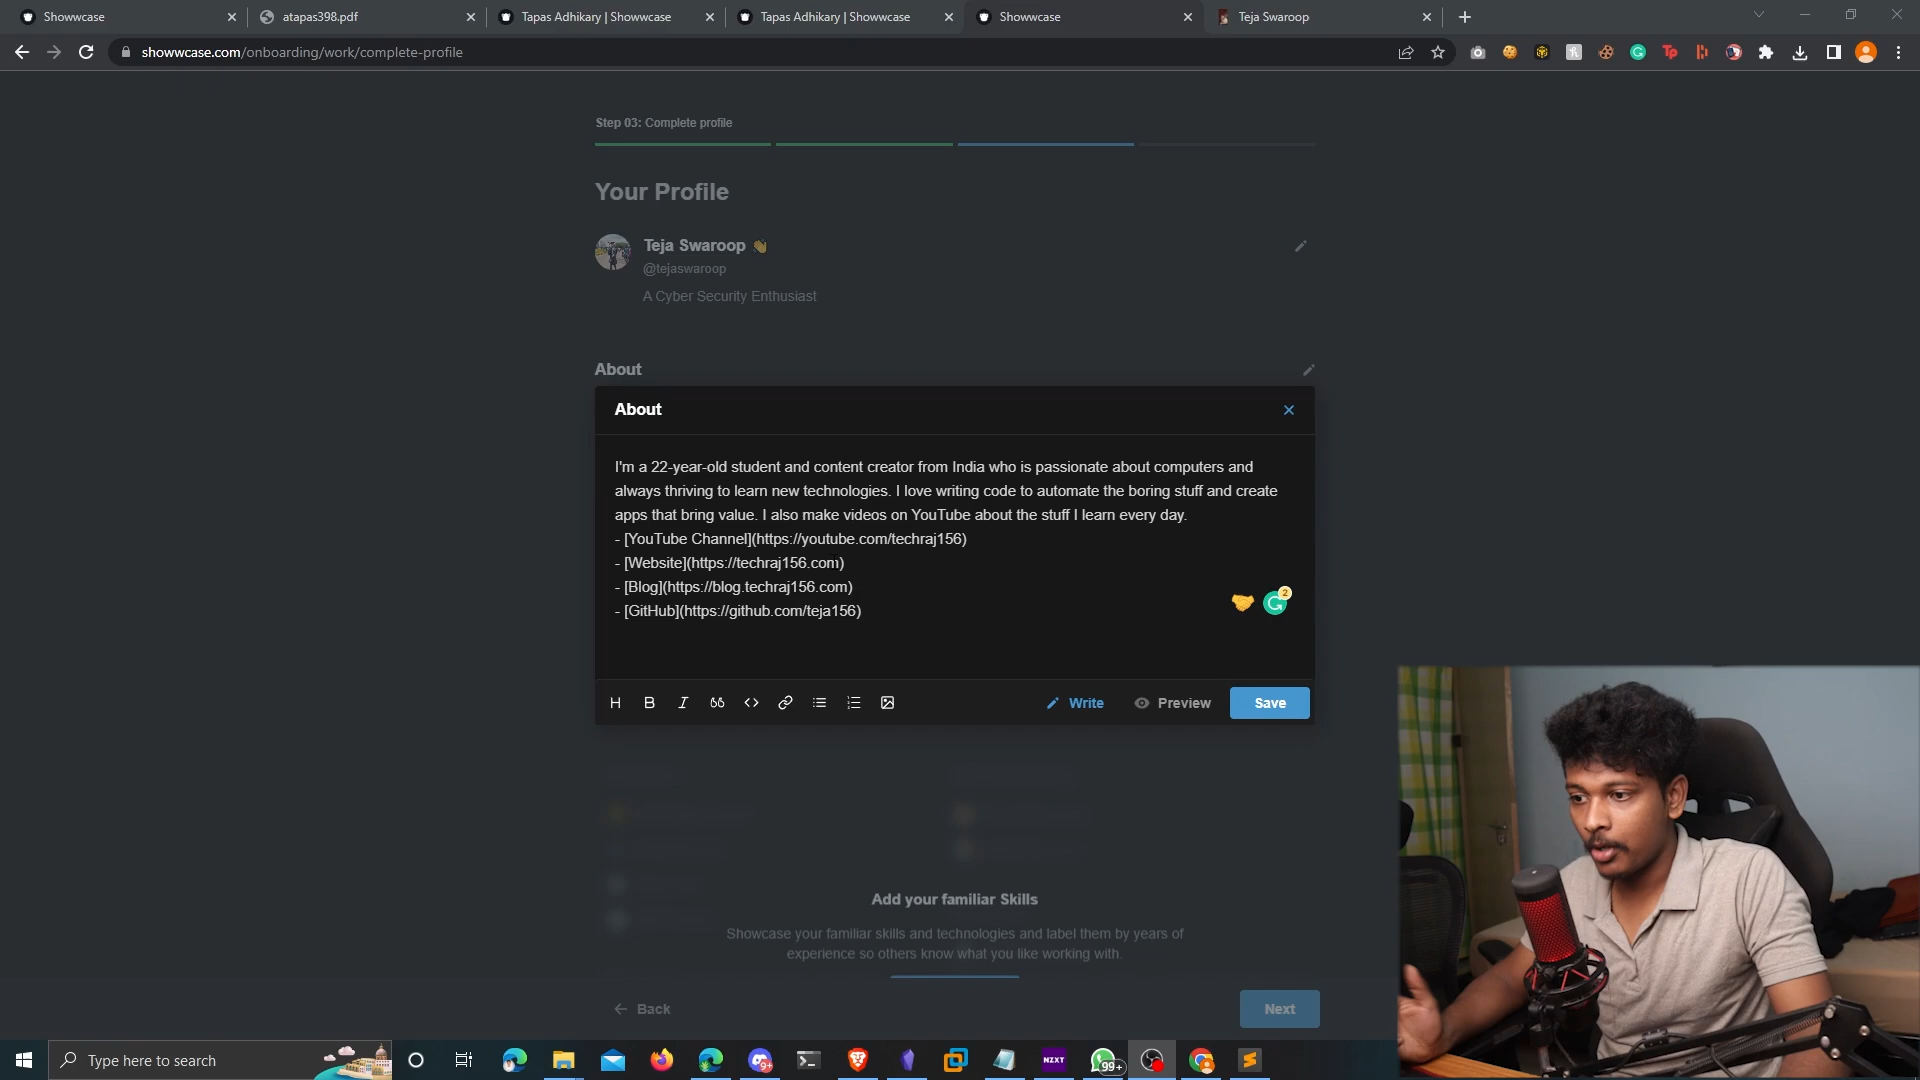 Showwcase
atapas398.pdf
Tapas Adhikary | Showwcase
Tapas Adhikary | Showwcase
Showwcase
Teja Swaroop
showwcase.com/onboarding/work/complete-profile
Step 03: Complete profile
Your Profile
Teja Swaroop
@tejaswaroop
A Cyber Security Enthusiast
About
About
I'm a 22-year-old student and content creator from India who is passionate about computers and
always thriving to learn new technologies. I love writing code to automate the boring stuff and create
apps that bring value. I also make videos on YouTube about the stuff I learn every day.
- [YouTube Channel](https://youtube.com/techraj156)
- [Website](https://techraj156.com)
- [Blog](https://blog.techraj156.com)
- [GitHub](https://github.com/teja156)
2
H B I
Write
Preview
Save
Add your familiar Skills
Showcase your familiar skills and technologies and label them by years of
experience so others know what you like working with.
Back
Next
Type here to search
9+
NZXT
99+